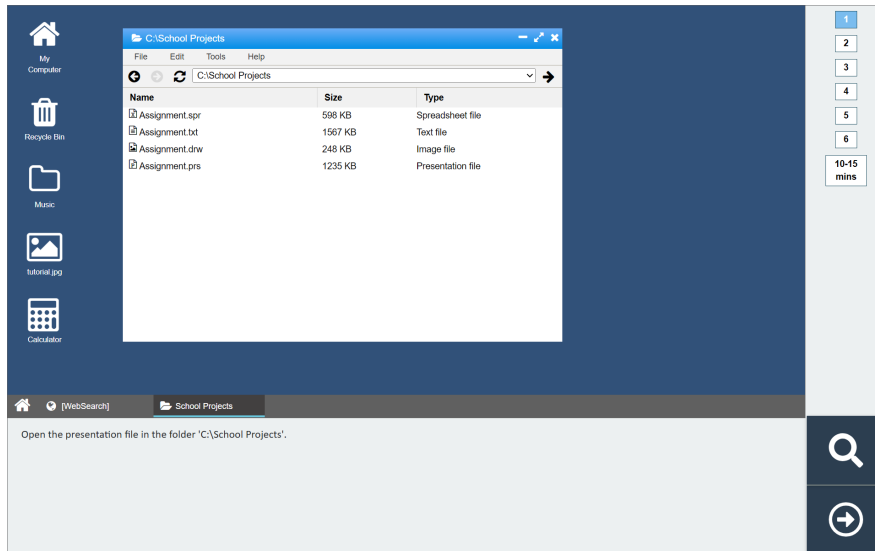 My
Computer
Recycle Bin
Music
tutorial.jpg
Calculator
C:\School Projects
File Edit Tools Help
C:\School Projects
Name Size Type
Assignment.spr 598 KB Spreadsheet file
Assignment.txt 1567 KB Text file
Assignment.drw 248 KB Image file
Assignment.prs 1235 KB Presentation file
[WebSearch] School Projects
Open the presentation file in the folder 'C:\School Projects'.
1
2
3
4
5
6
10-15
mins